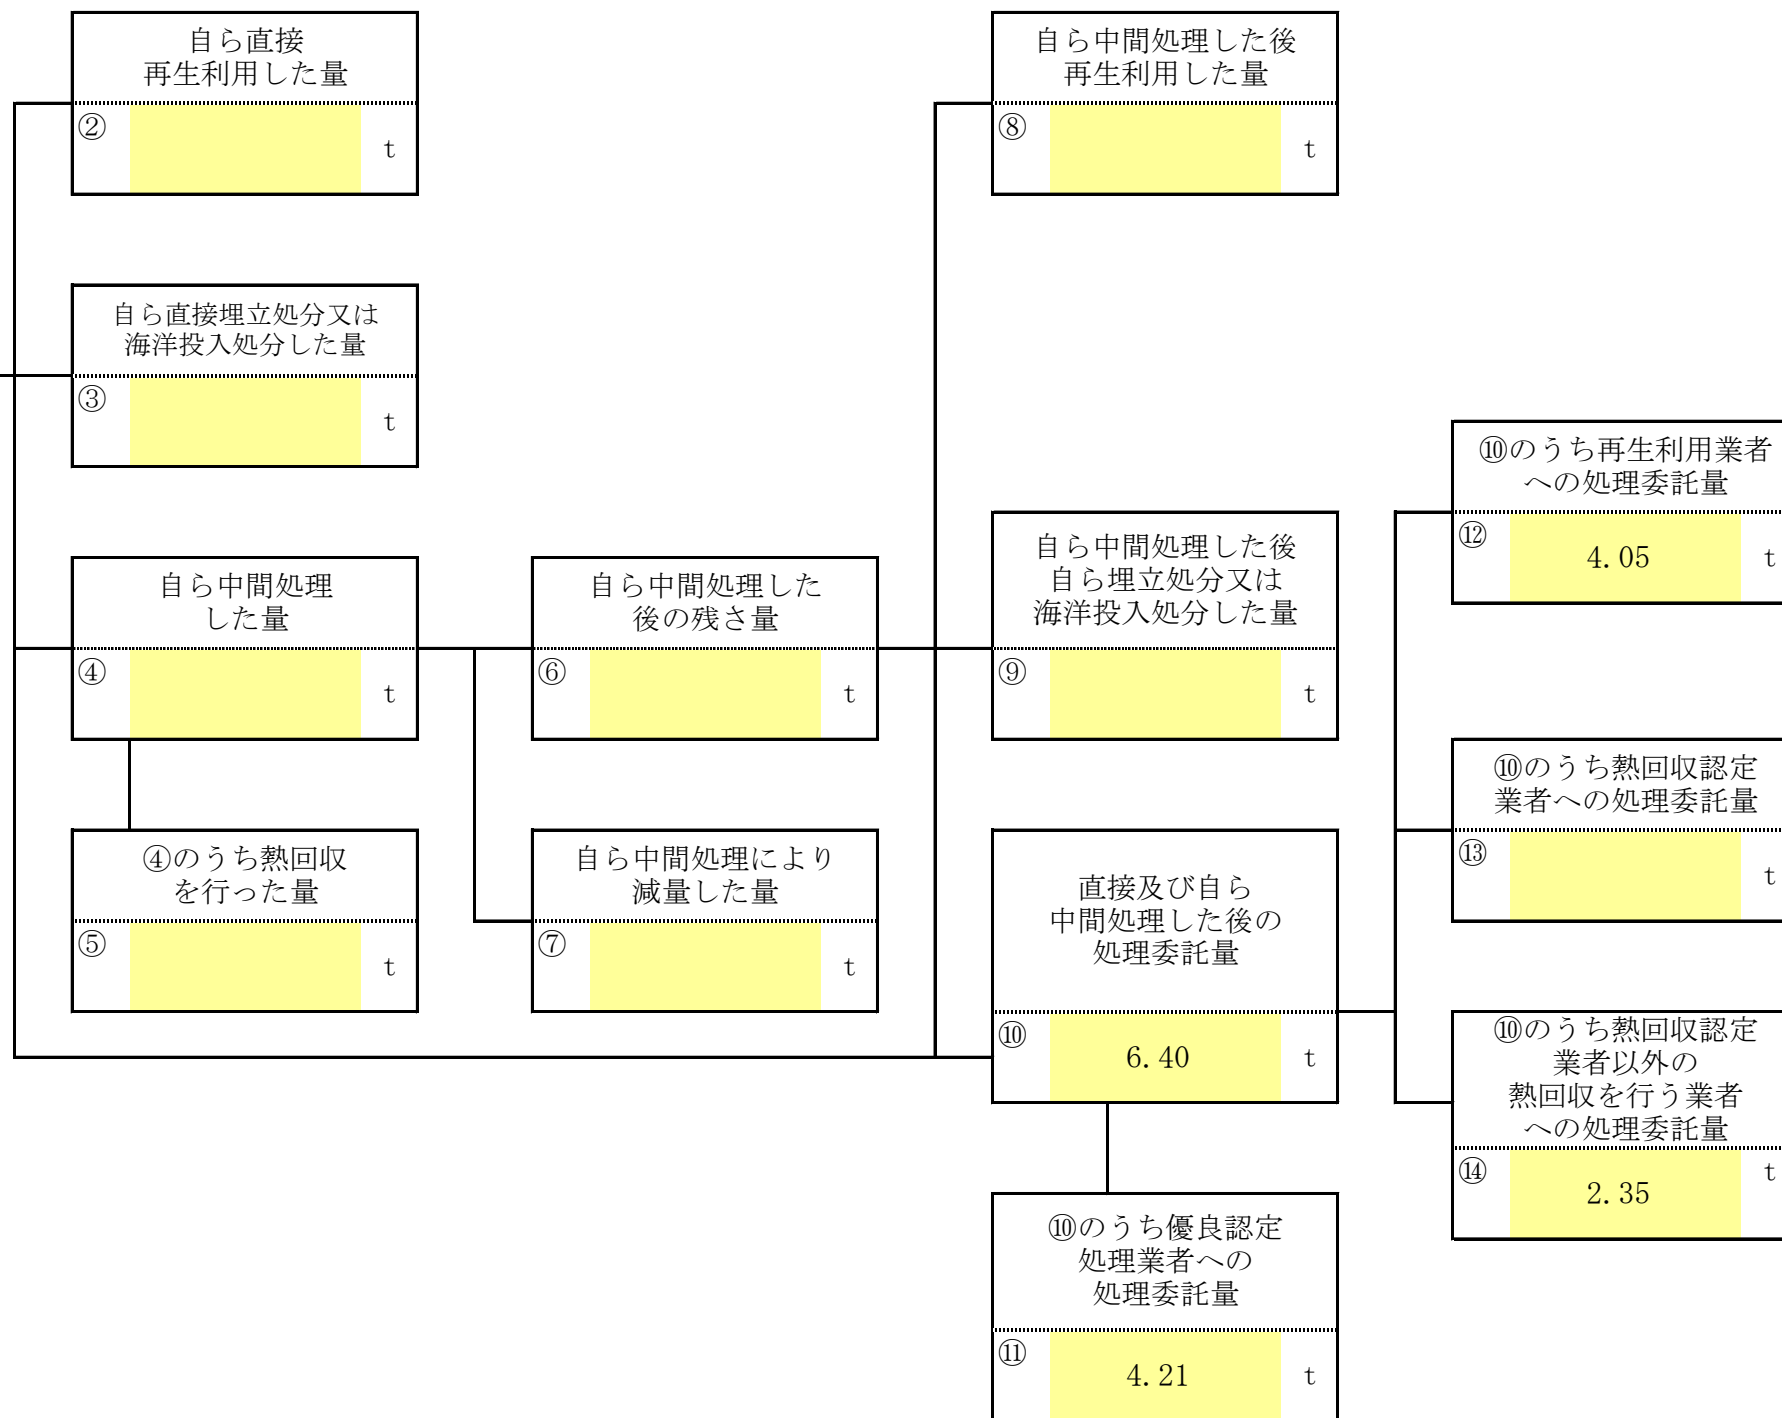 自ら直接
再生利用した量
②
t
自ら直接埋立処分又は
海洋投入処分した量
③
t
自ら中間処理
した量
④
t
④のうち熱回収
を行った量
⑤
t
自ら中間処理した
後の残さ量
⑥
t
自ら中間処理により
減量した量
⑦
t
自ら中間処理した後
再生利用した量
⑧
t
自ら中間処理した後
自ら埋立処分又は
海洋投入処分した量
⑨
t
直接及び自ら
中間処理した後の
処理委託量
⑩ 6.40 t
⑩のうち優良認定
処理業者への
処理委託量
⑪ 4.21 t
⑩のうち再生利用業者
への処理委託量
⑫ 4.05 t
⑩のうち熱回収認定
業者への処理委託量
⑬
t
⑩のうち熱回収認定
業者以外の
熱回収を行う業者
への処理委託量
⑭ 2.35 t